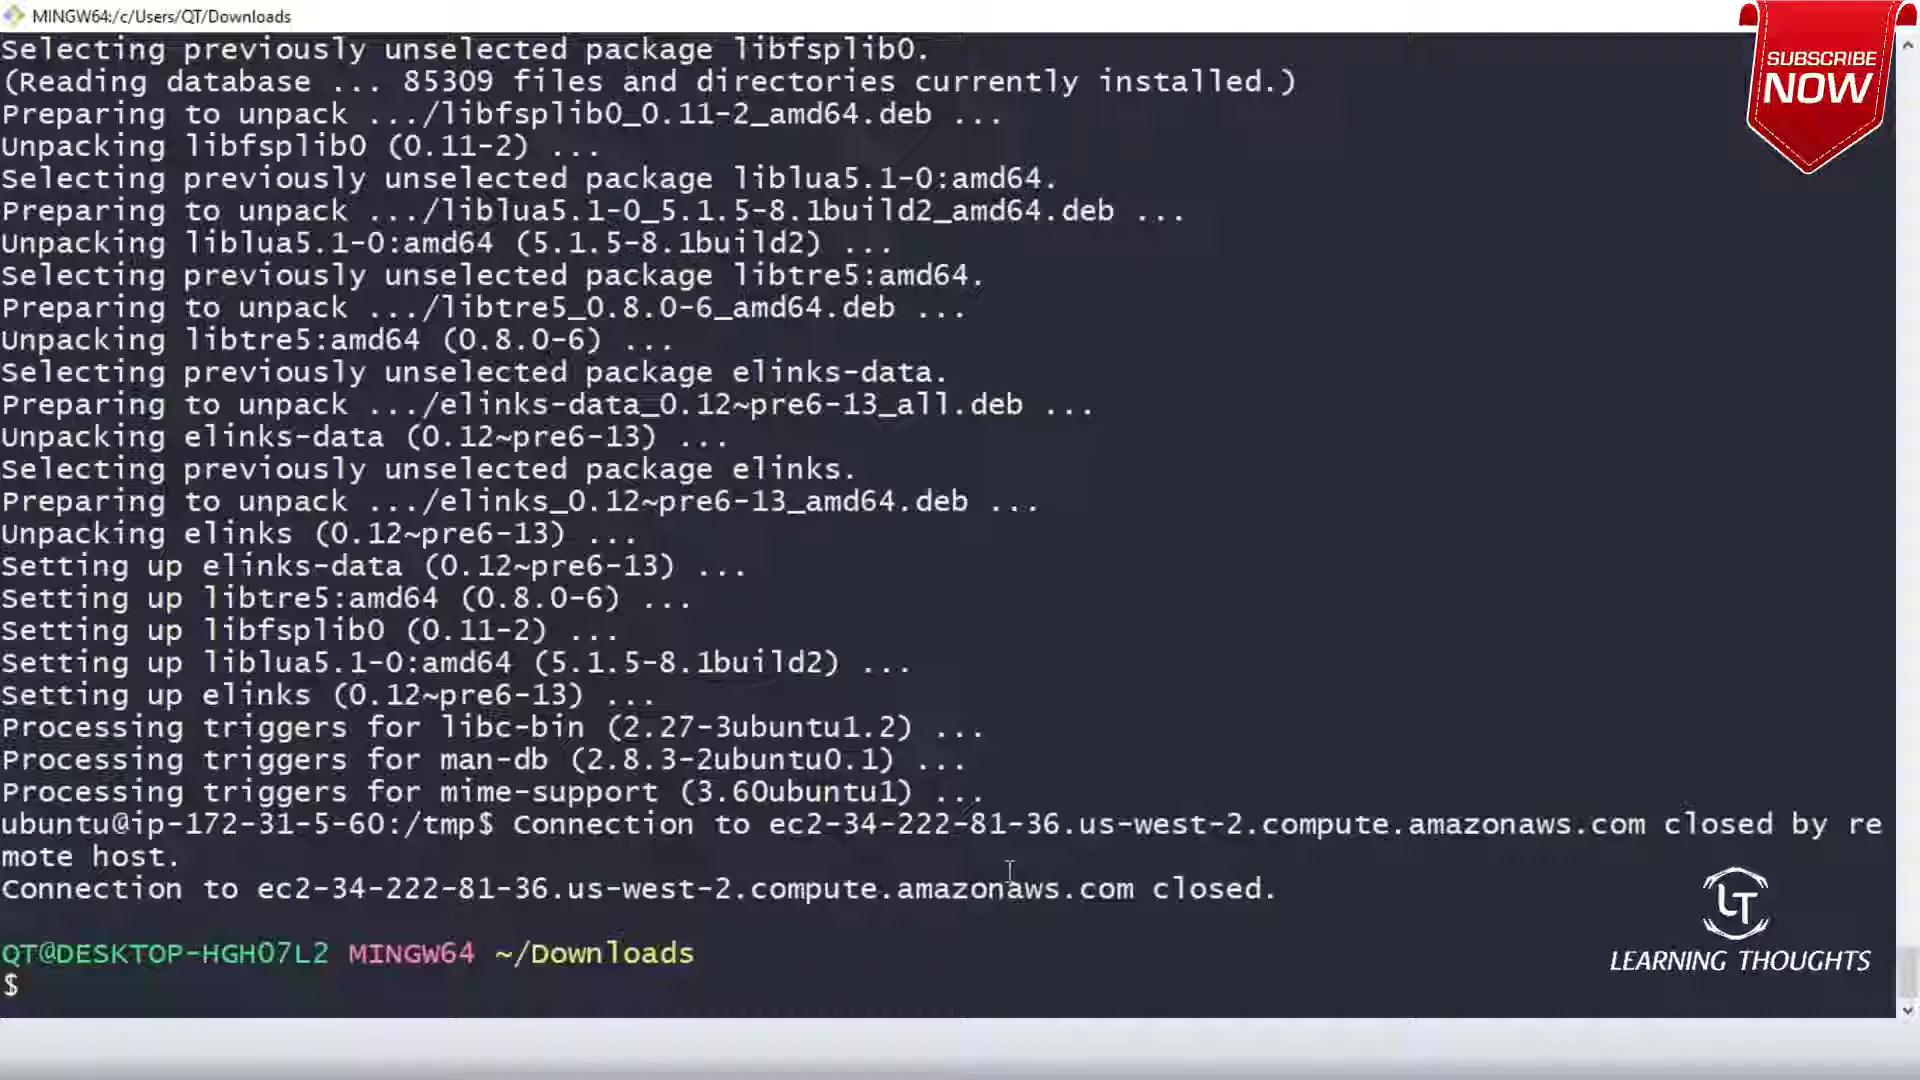 MINGW64:/c/Users/QT/Downloads
Selecting previously unselected package libfsplib0.
(Reading database ... 85309 files and directories currently installed.)
Preparing to unpack .../libfsplib0_0.11-2_amd64.deb ...
Unpacking libfsplib0 (0.11-2) ...
Selecting previously unselected package liblua5.1-0:amd64.
Preparing to unpack .../liblua5.1-0_5.1.5-8.1build2_amd64.deb ...
Unpacking liblua5.1-0:amd64 (5.1.5-8.1build2) ...
Selecting previously unselected package libtre5:amd64.
Preparing to unpack .../libtre5_0.8.0-6_amd64.deb ...
Unpacking libtre5:amd64 (0.8.0-6) ...
Selecting previously unselected package elinks-data.
Preparing to unpack .../elinks-data_0.12~pre6-13_all.deb ...
Unpacking elinks-data (0.12~pre6-13) ...
Selecting previously unselected package elinks.
Preparing to unpack .../elinks_0.12~pre6-13_amd64.deb ...
Unpacking elinks (0.12~pre6-13) ...
Setting up elinks-data (0.12~pre6-13) ...
Setting up libtre5:amd64 (0.8.0-6) ...
Setting up libfsplib0 (0.11-2) ...
Setting up liblua5.1-0:amd64 (5.1.5-8.1build2) ...
Setting up elinks (0.12~pre6-13) ...
Processing triggers for libc-bin (2.27-3ubuntu1.2) ...
Processing triggers for man-db (2.8.3-2ubuntu0.1) ...
Processing triggers for mime-support (3.60ubuntu1) ...
ubuntu@ip-172-31-5-60:/tmp$ Connection to ec2-34-222-81-36.us-west-2.compute.amazonaws.com closed by re
mote host.
Connection to ec2-34-222-81-36.us-west-2.compute.amazonaws.com closed.
QT@DESKTOP-HGH07L2 MINGW64 ~/Downloads
$
SUBSCRIBE
NOW
LT
LEARNING THOUGHTS